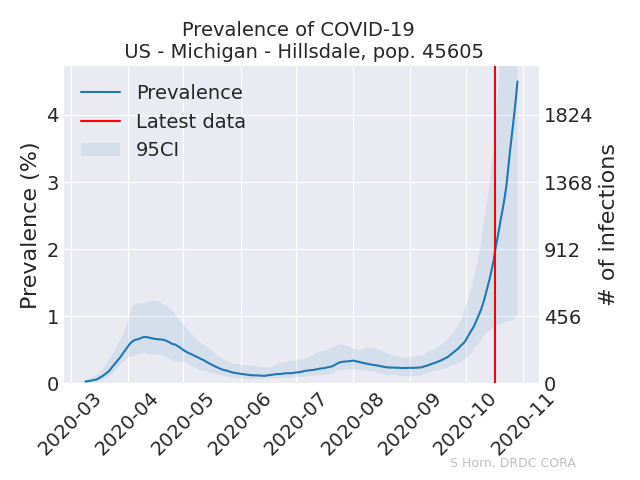 Prevalence of COVID-19
US - Michigan - Hillsdale, pop. 45605
Prevalence
Latest data
95CI
Prevalence (%)
4
3
2
1
0
1824
1368
912
456
0
# of infections
2020-03
2020-04
2020-05
2020-06
2020-07
2020-08
2020-09
2020-10
2020-11
S Horn, DRDC CORA